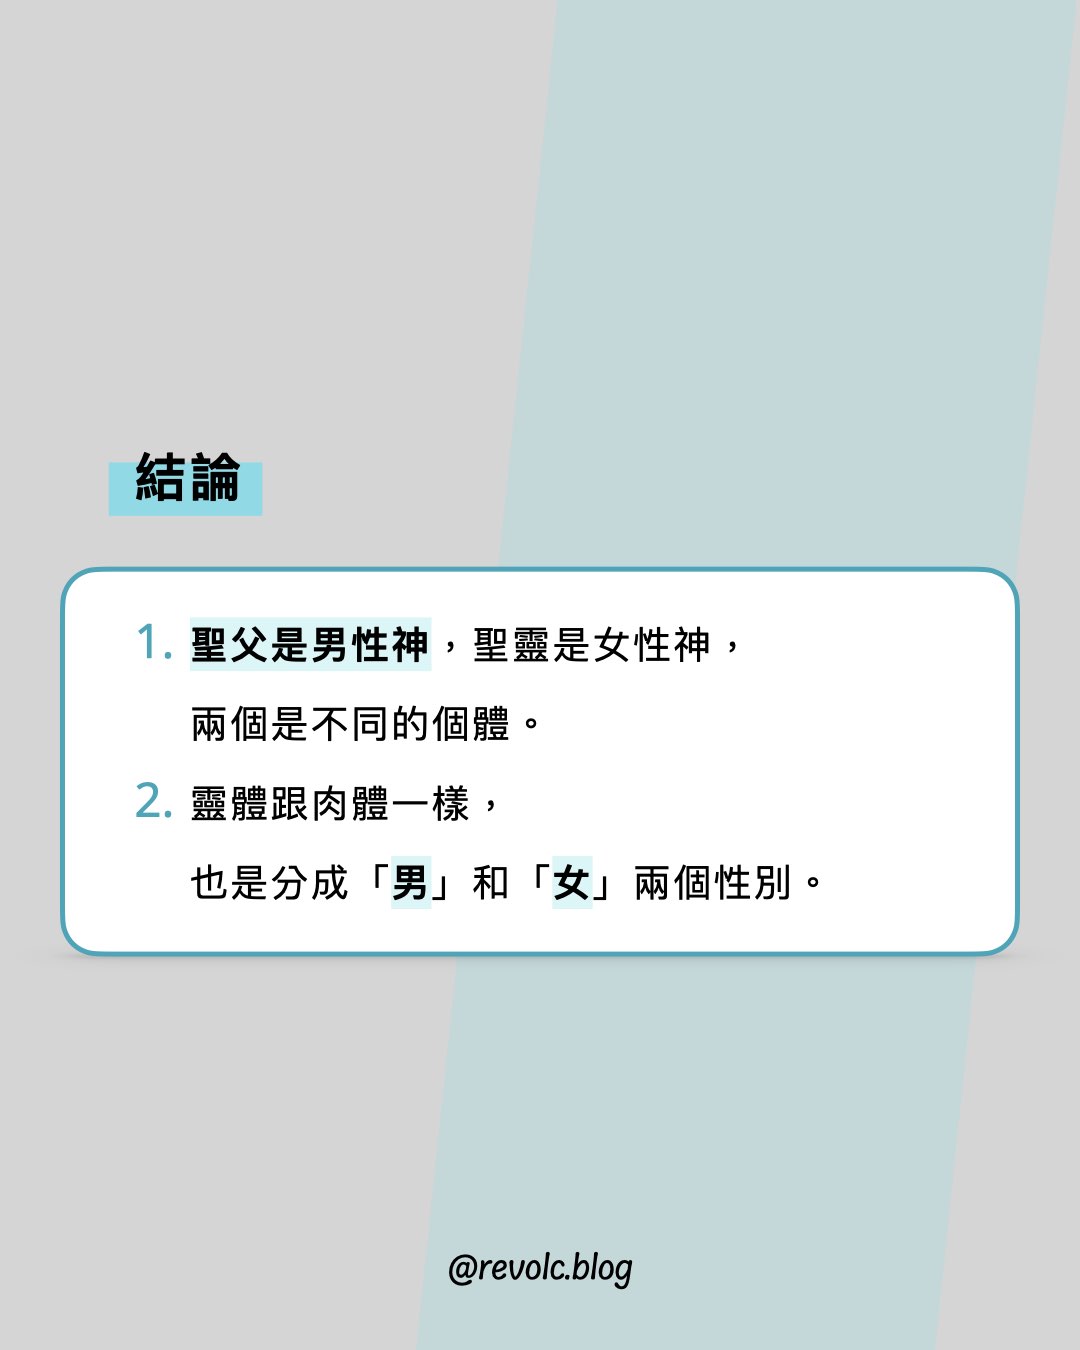 結論
1. 聖父是男性神，聖靈是女性神，
兩個是不同的個體。
2. 靈體跟肉體一樣，
也是分成「男」和「女」兩個性別。
@revolc.blog